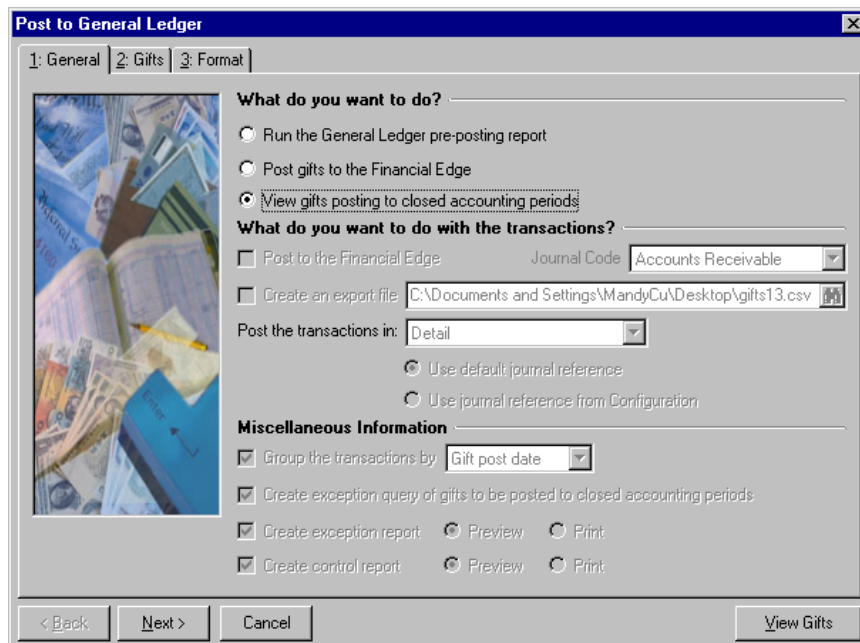 Post to General Ledger
1: General 2: Gifts 3: Format
What do you want to do?
Run the General Ledger pre-posting report
Post gifts to the Financial Edge
View gifts posting to closed accounting periods
What do you want to do with the transactions?
Post to the Financial Edge Journal Code Accounts Receivable
Create an export file C:\Documents and Settings\MandyCu\Desktop\gifts13.csv
Post the transactions in: Detail
Use default journal reference
Use journal reference from Configuration
Miscellaneous Information
Group the transactions by Gift post date
Create exception query of gifts to be posted to closed accounting periods
Create exception report Preview Print
Create control report Preview Print
< Back Next > Cancel View Gifts
Enter